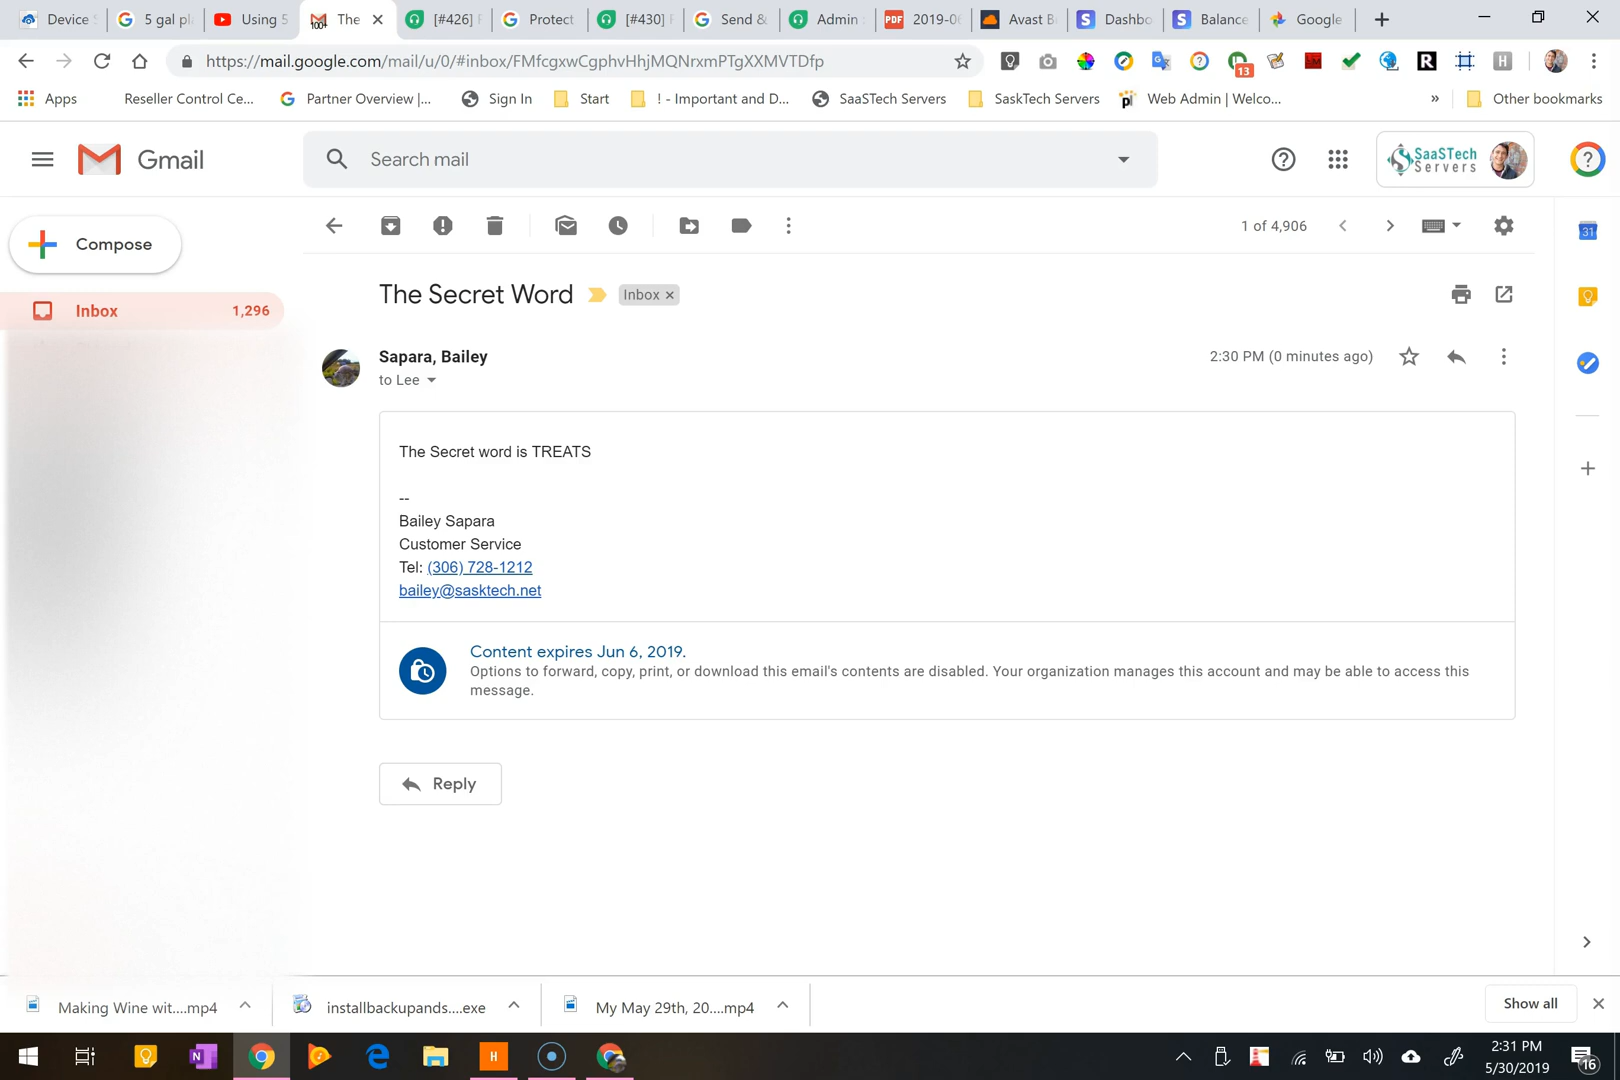 Device S
5 gal pla
Using 5
The
[#426] F
Protect
[#430] F
Send &
Admin
2019-06
Avast Bu
Dashbo
Balance
Google
https://mail.google.com/mail/u/0/#inbox/FMfcgxwCgphvHhjMQNrxmPTgXXMVTDfp
13
Apps
Reseller Control Ce...
Partner Overview |...
Sign In
Start
! - Important and D...
SaaSTech Servers
SaskTech Servers
Web Admin | Welco...
»
Other bookmarks
Gmail
Search mail
SaaSTech
Servers
Compose
1 of 4,906
31
The Secret Word
Inbox ×
Inbox
1,296
Sapara, Bailey
2:30 PM (0 minutes ago)
to Lee
The Secret word is TREATS
--
Bailey Sapara
Customer Service
Tel: (306) 728-1212
bailey@sasktech.net
Content expires Jun 6, 2019.
Options to forward, copy, print, or download this email's contents are disabled. Your organization manages this account and may be able to access this
message.
Reply
Making Wine wit....mp4
installbackupands....exe
My May 29th, 20....mp4
Show all
2:31 PM
5/30/2019
16